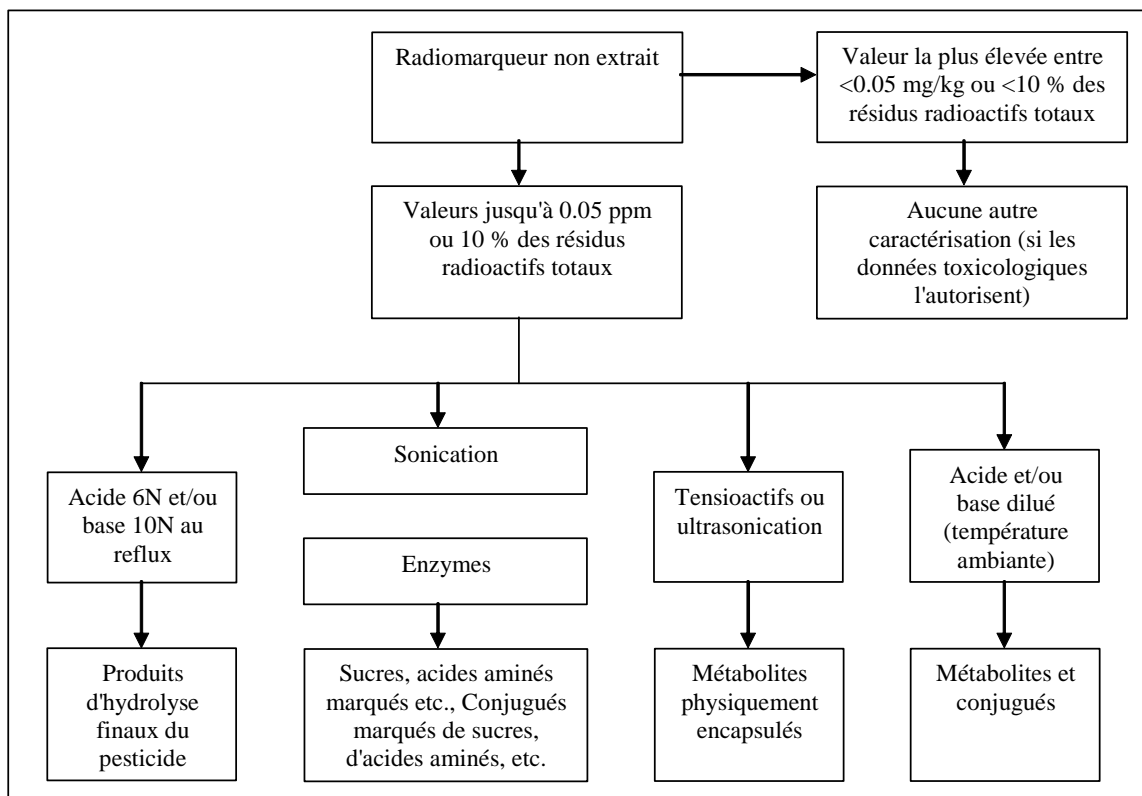 Radiomarqueur non extrait
Valeur la plus élevée entre
<0.05 mg/kg ou <10 % des
résidus radioactifs totaux
Valeurs jusqu'à 0.05 ppm
ou 10 % des résidus
radioactifs totaux
Aucune autre
caractérisation (si les
données toxicologiques
l'autorisent)
Acide 6N et/ou
base 10N au
reflux
Sonication
Enzymes
Tensioactifs ou
ultrasonication
Acide et/ou
base dilué
(température
ambiante)
Produits
d'hydrolyse
finaux du
pesticide
Sucres, acides aminés
marqués etc., Conjugués
marqués de sucres,
d'acides aminés, etc.
Métabolites
physiquement
encapsulés
Métabolites et
conjugués